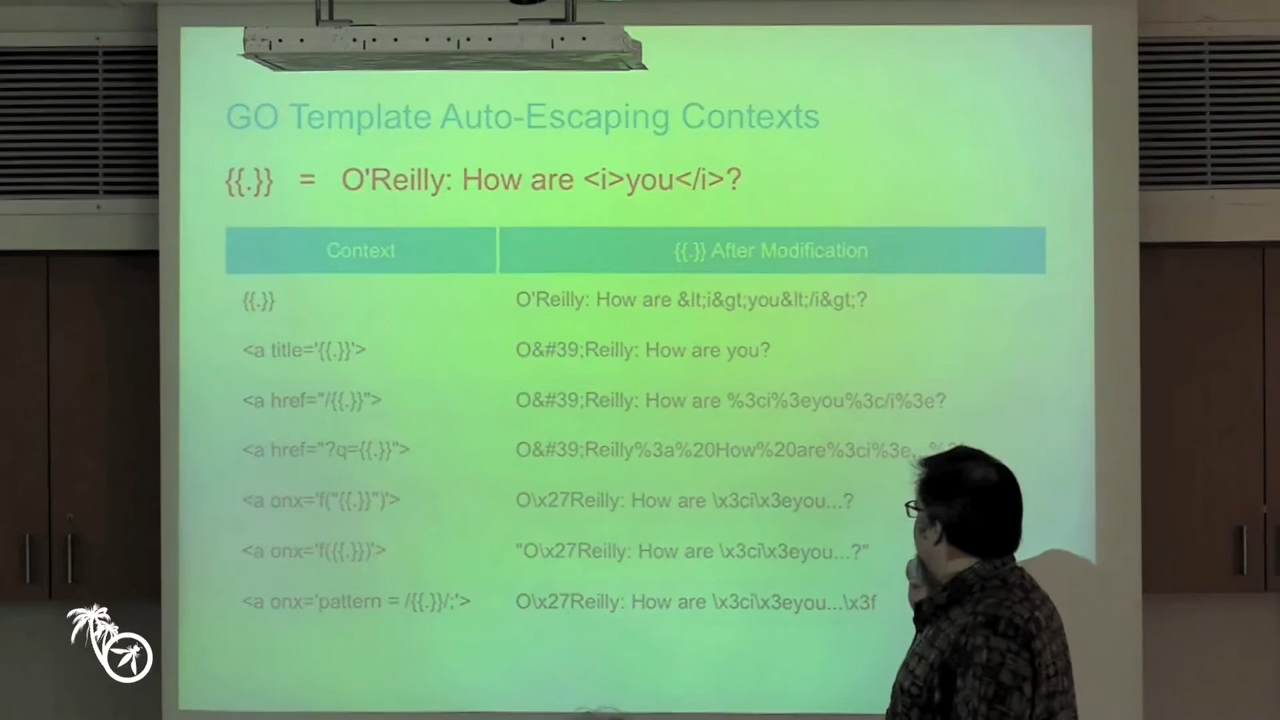 GO Template Auto-Escaping Contexts
{{.}} = O'Reilly: How are <i>you</i>?
Context {{.}} After Modification
{{.}} O'Reilly: How are &lt;i&gt;you&lt;/i&gt;?
<a title='{{.}}'> O&#39;Reilly: How are you?
<a href="/{{.}}"> O&#39;Reilly: How are %3ci%3eyou%3c/i%3e?
<a href="?q={{.}}"> O&#39;Reilly%3a%20How%20are%3ci%3e...
<a onx='f("{{.}}")'> O\x27Reilly: How are \x3ci\x3eyou...?
<a onx='f({{.}})'> "O\x27Reilly: How are \x3ci\x3eyou...?"
<a onx='pattern = /{{.}}/;'> O\x27Reilly: How are \x3ci\x3eyou...\x3f